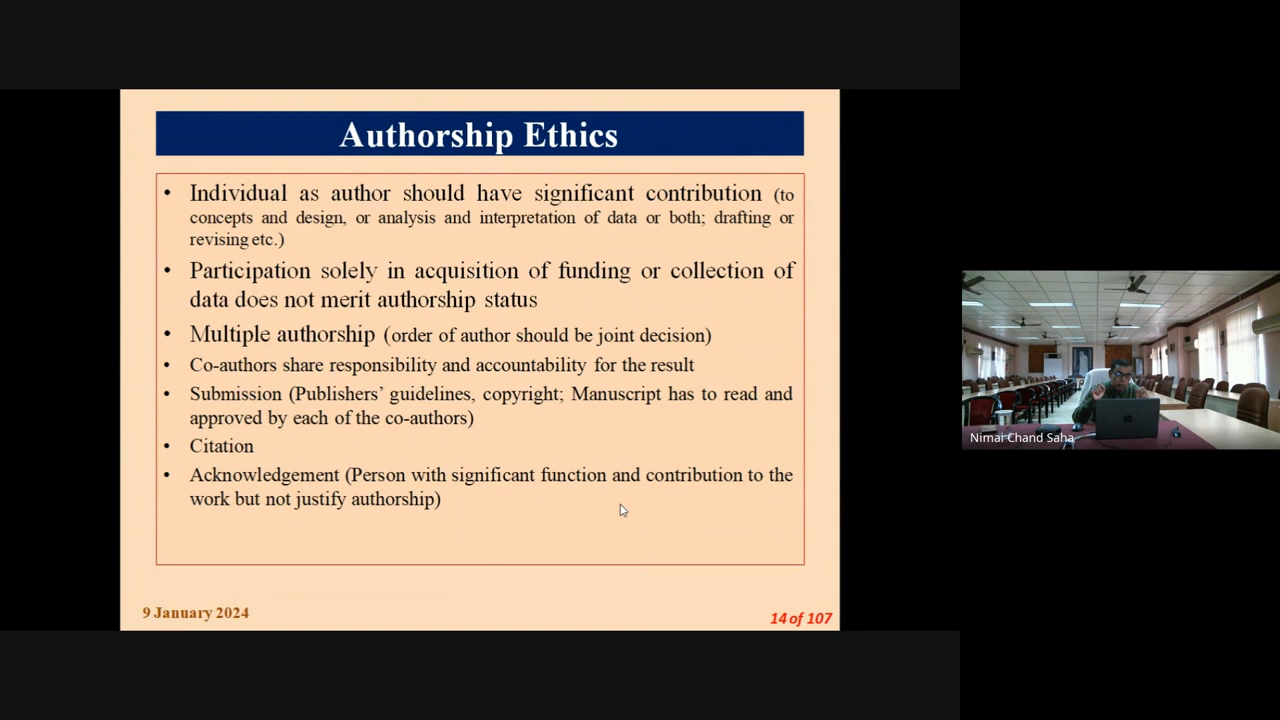 Authorship Ethics
• Individual as author should have significant contribution (to
concepts and design, or analysis and interpretation of data or both; drafting or
revising etc.)
• Participation solely in acquisition of funding or collection of
data does not merit authorship status
• Multiple authorship (order of author should be joint decision)
• Co-authors share responsibility and accountability for the result
• Submission (Publishers’ guidelines, copyright; Manuscript has to read and
approved by each of the co-authors)
• Citation
• Acknowledgement (Person with significant function and contribution to the
work but not justify authorship)
9 January 2024
14 of 107
Nimai Chand Saha